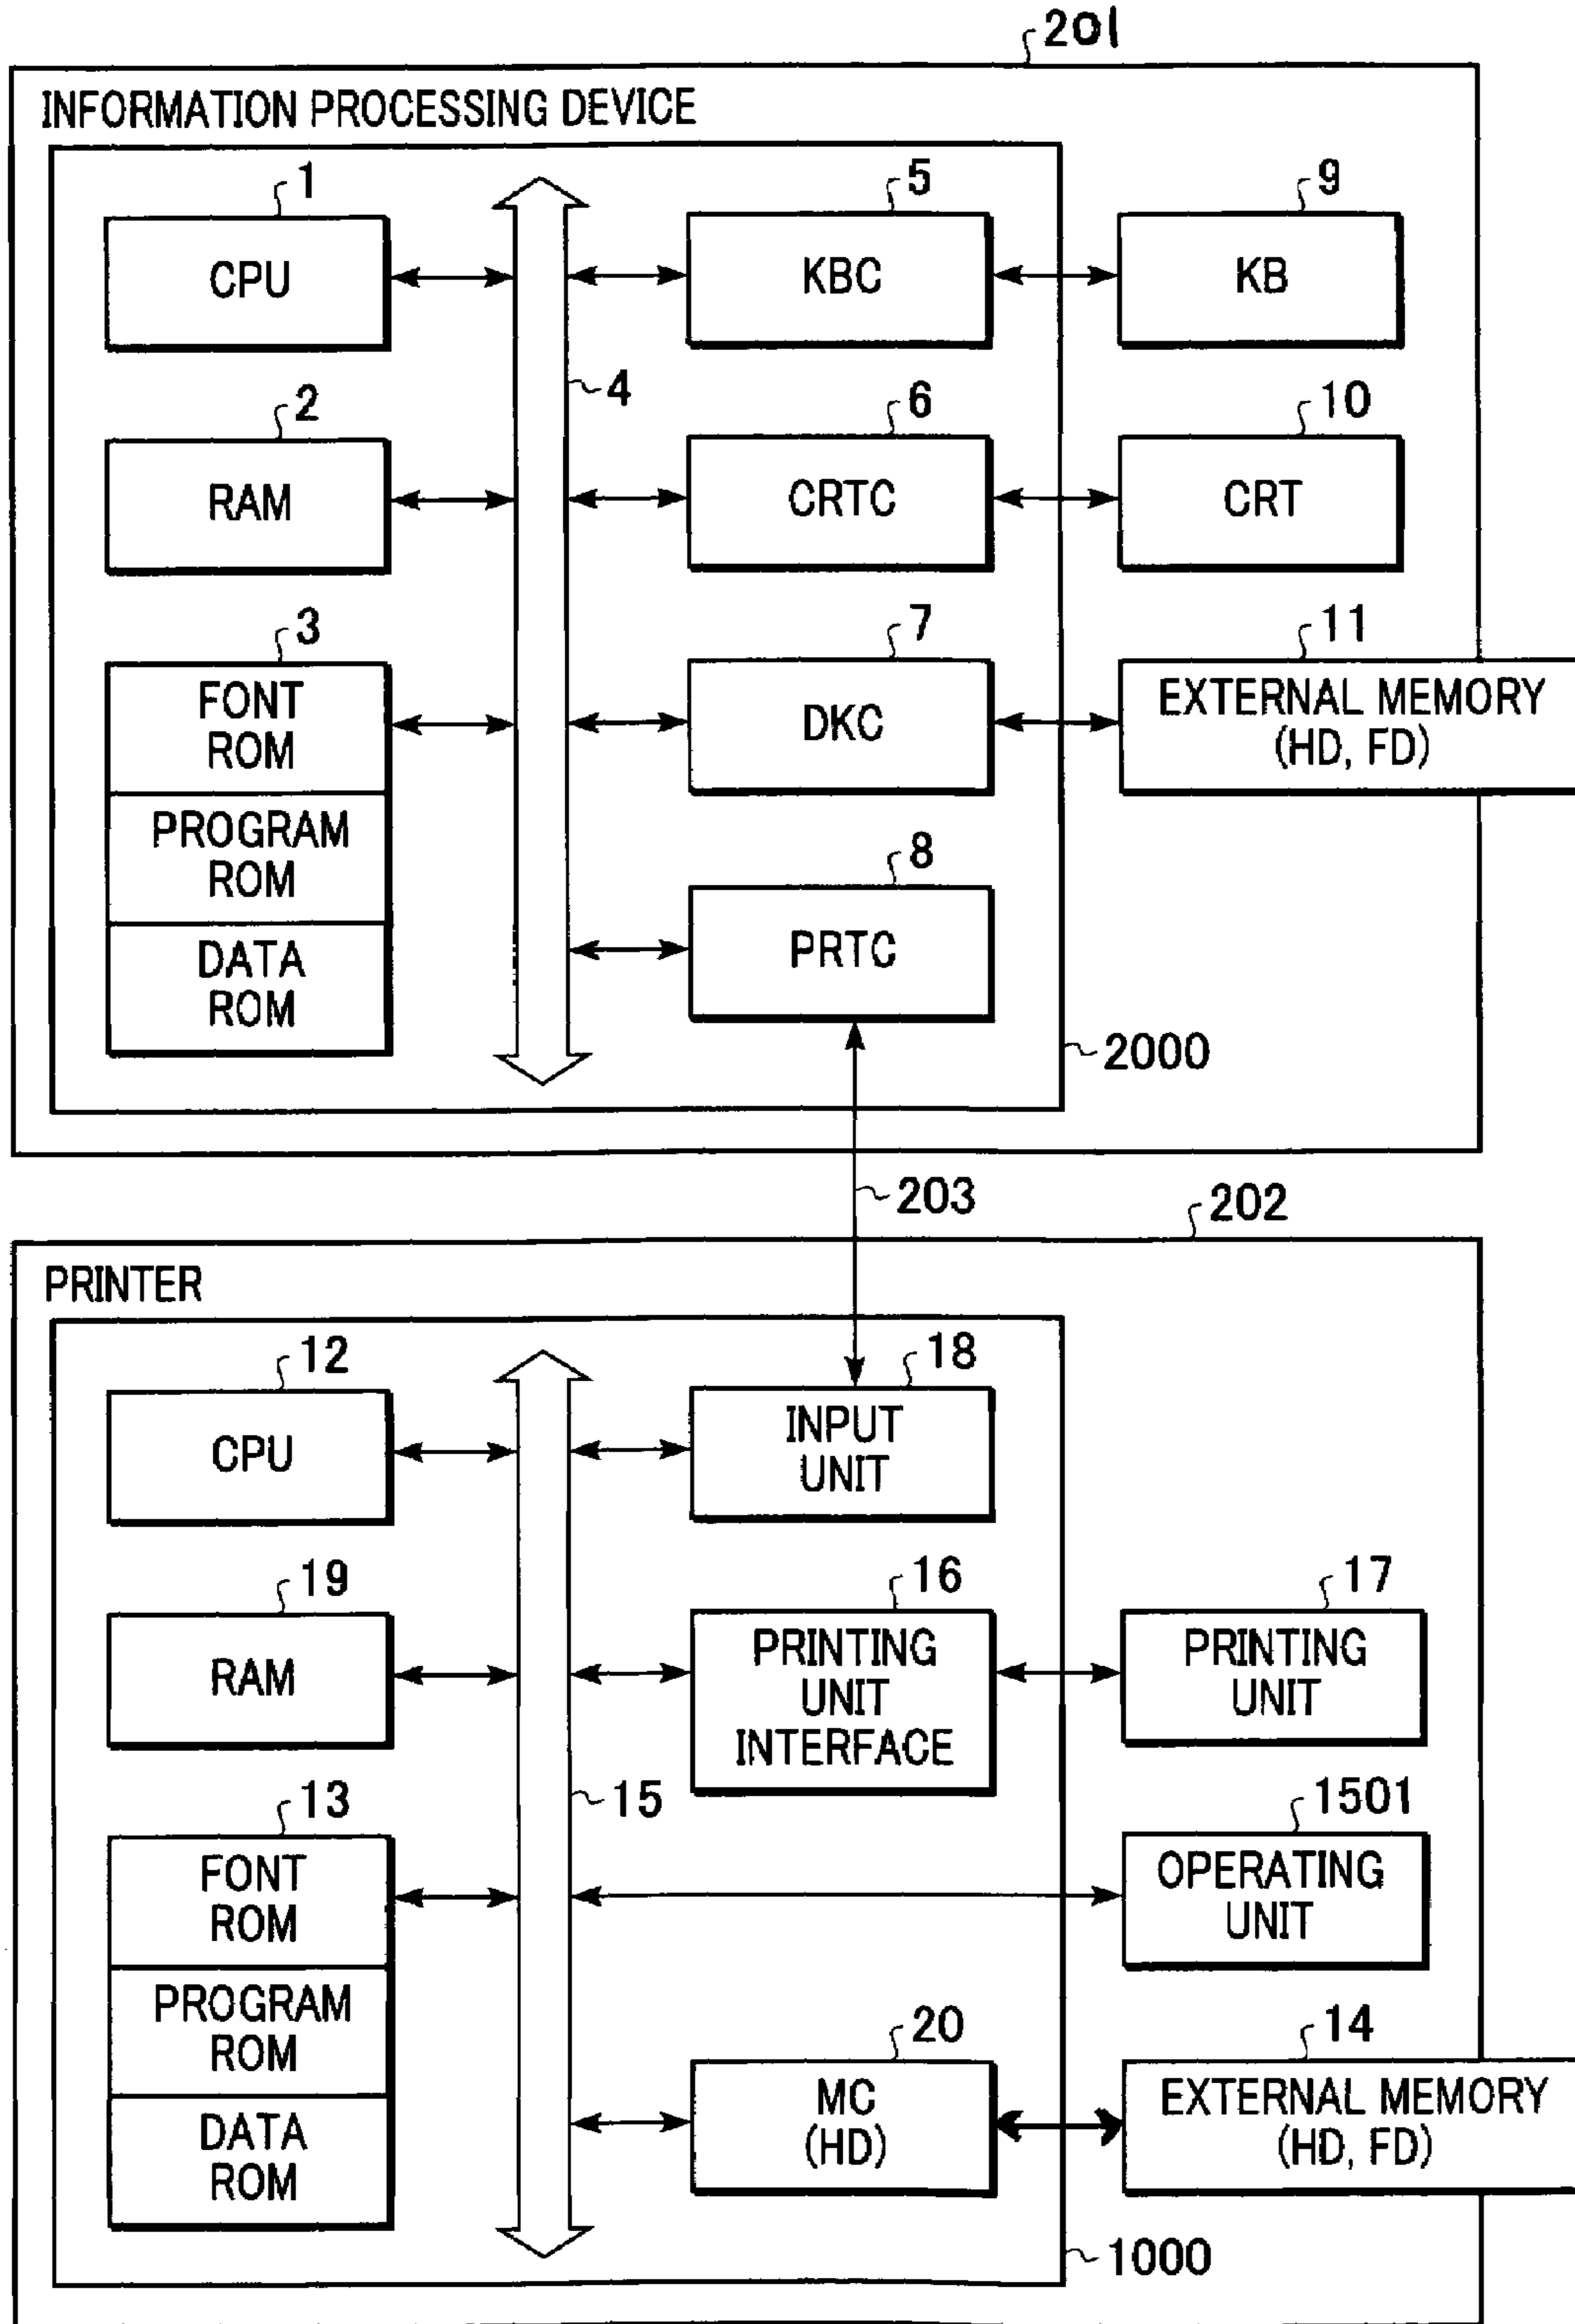 201
INFORMATION PROCESSING DEVICE
1
5
9
CPU
KBC
KB
4
2
6
10
RAM
CRTC
CRT
3
7
11
FONT
ROM
DKC
EXTERNAL MEMORY
(HD, FD)
PROGRAM
ROM
8
DATA
ROM
PRTC
2000
203
202
PRINTER
12
18
CPU
INPUT
UNIT
19
16
17
RAM
PRINTING
UNIT
INTERFACE
PRINTING
UNIT
15
13
1501
FONT
ROM
OPERATING
UNIT
PROGRAM
ROM
20
14
DATA
ROM
MC
(HD)
EXTERNAL MEMORY
(HD, FD)
1000